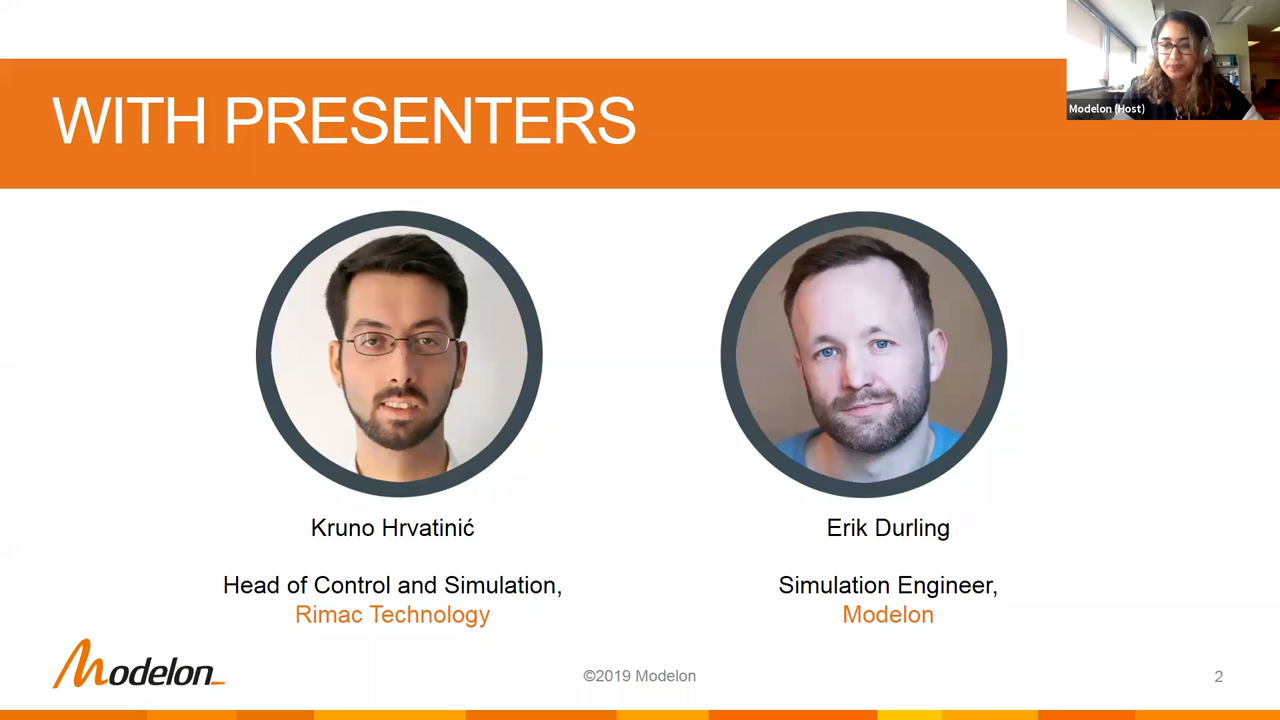 WITH PRESENTERS
Modelon (Host)
Kruno Hrvatinić
Head of Control and Simulation,
Rimac Technology
Erik Durling
Simulation Engineer,
Modelon
Modelon
©2019 Modelon
2